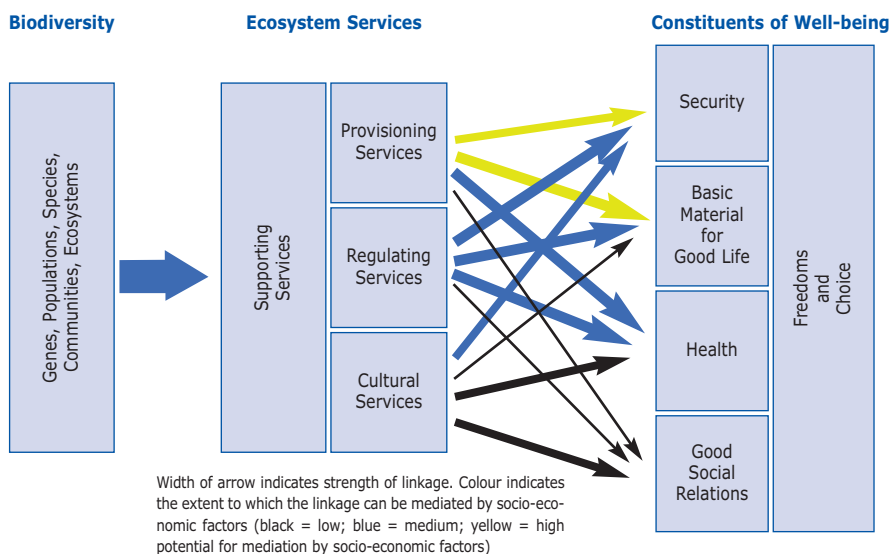 Biodiversity
Ecosystem Services
Constituents of Well-being
Genes, Populations, Species,
Communities, Ecosystems
Supporting
Services
Provisioning
Services
Regulating
Services
Cultural
Services
Security
Basic
Material
for
Good Life
Health
Good
Social
Relations
Freedoms
and
Choice
Width of arrow indicates strength of linkage. Colour indicates
the extent to which the linkage can be mediated by socio-eco-
nomic factors (black = low; blue = medium; yellow = high
potential for mediation by socio-economic factors)